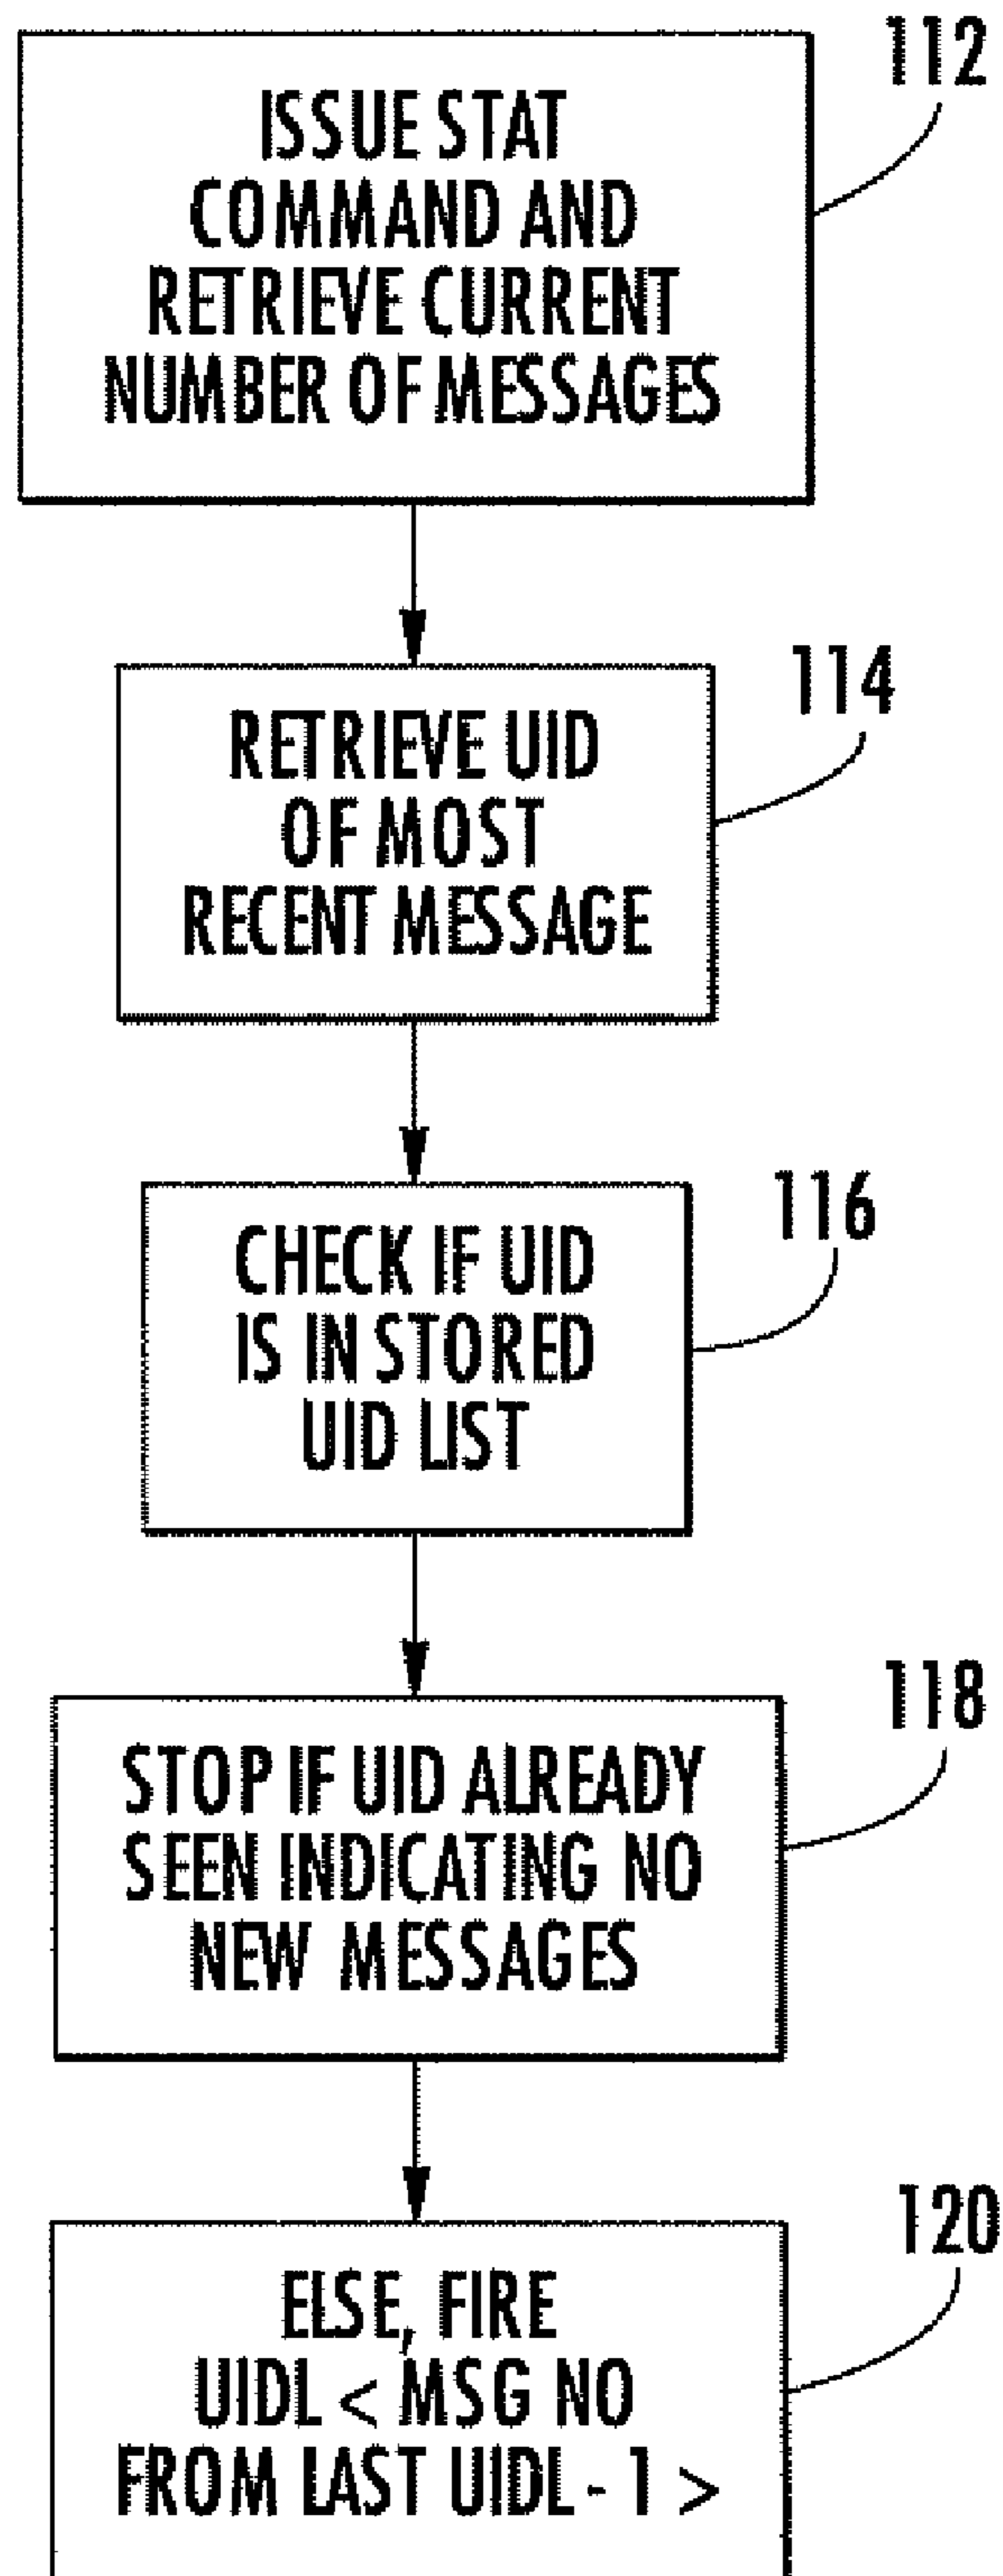 112
ISSUE STAT
COMMAND AND
RETRIEVE CURRENT
NUMBER OF MESSAGES
114
RETRIEVE UID
OF MOST
RECENT MESSAGE
116
CHECK IF UID
IS IN STORED
UID LIST
118
STOP IF UID ALREADY
SEEN INDICATING NO
NEW MESSAGES
120
ELSE, FIRE
UIDL < MSG NO
FROM LAST UIDL - 1 >